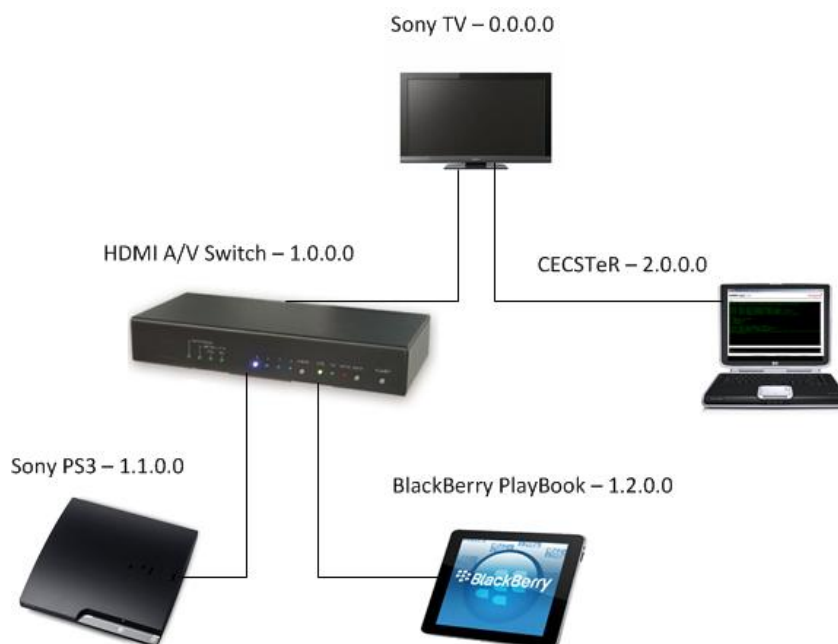 Sony TV – 0.0.0.0
HDMI A/V Switch – 1.0.0.0
CECSTeR – 2.0.0.0
Sony PS3 – 1.1.0.0
BlackBerry PlayBook – 1.2.0.0
BlackBerry